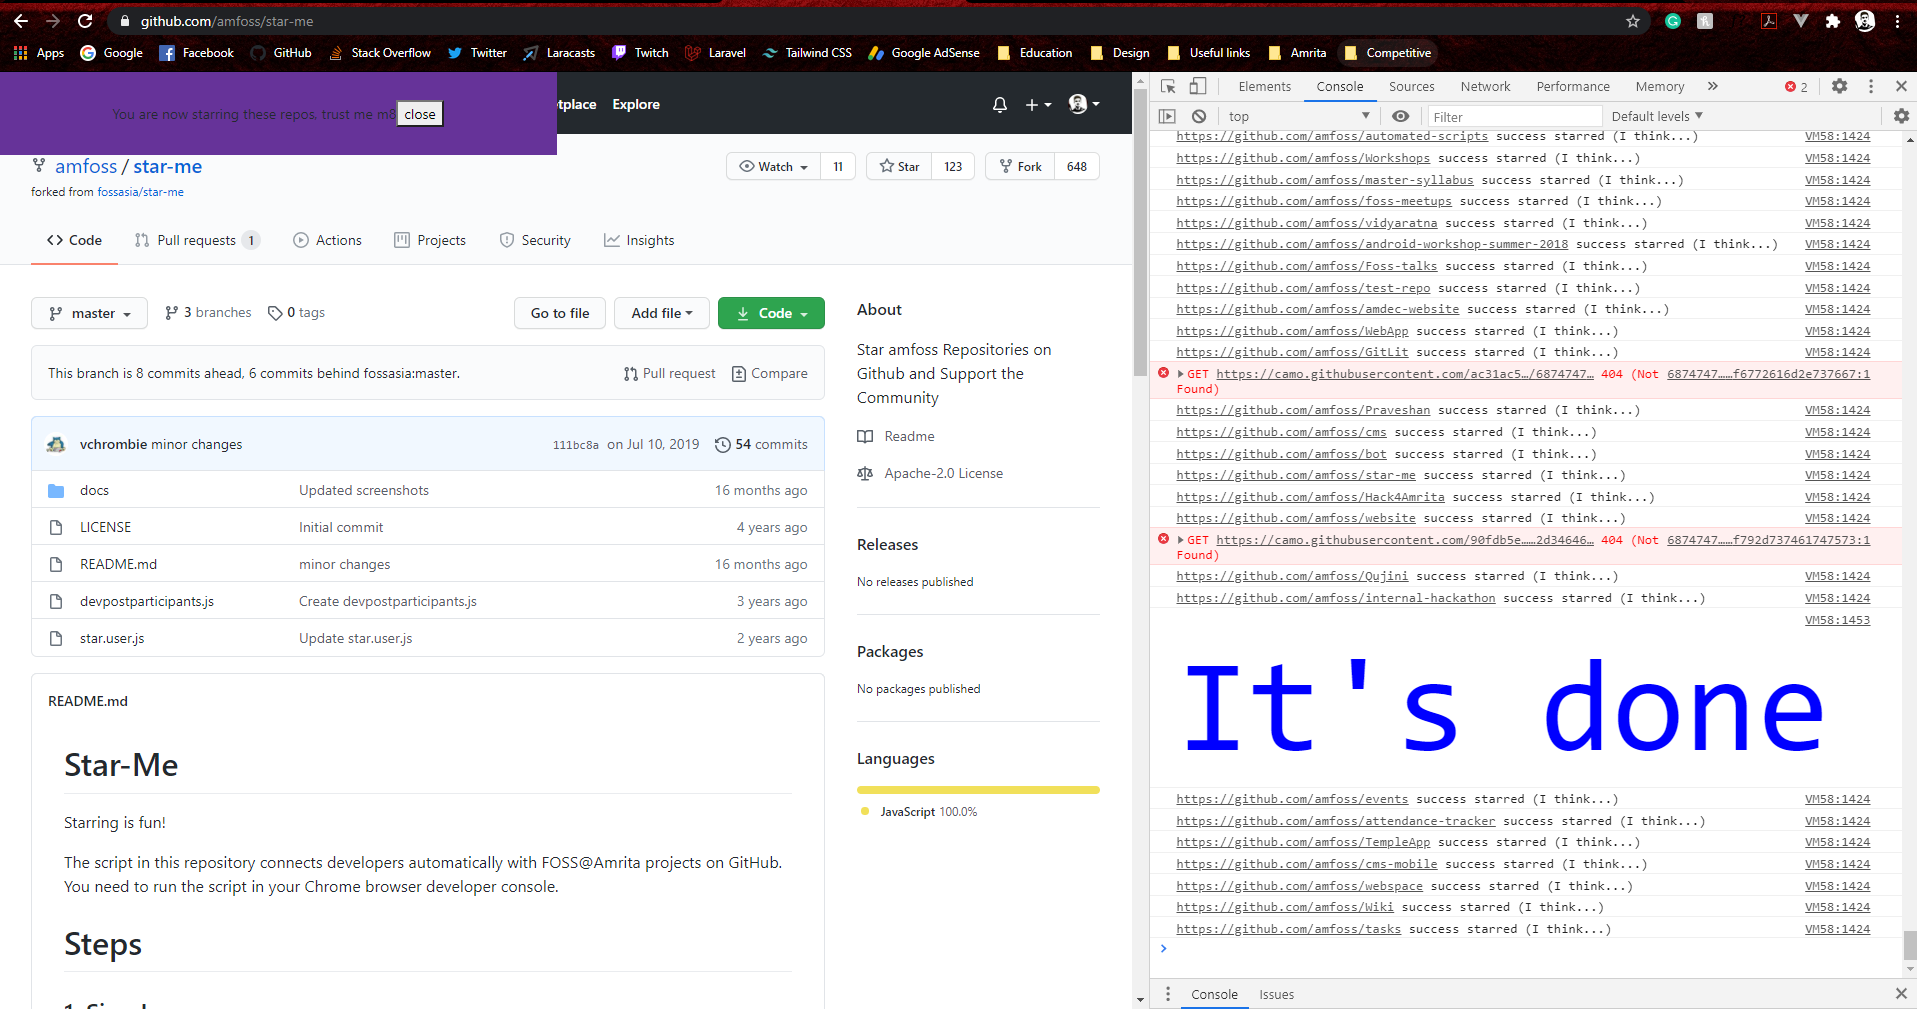 github.com/amfoss/star-me
Apps Google Facebook GitHub Stack Overflow Twitter Laracasts Twitch Laravel Tailwind CSS Google AdSense Education Design Useful links Amrita Competitive
You are now starring these repos, trust me m8 close
etplace Explore
amfoss / star-me
forked from fossasia/star-me
Watch 11 Star 123 Fork 648
Code Pull requests 1 Actions Projects Security Insights
master 3 branches 0 tags Go to file Add file Code
This branch is 8 commits ahead, 6 commits behind fossasia:master. Pull request Compare
vchrombie minor changes 111bc8a on Jul 10, 2019 54 commits
docs Updated screenshots 16 months ago
LICENSE Initial commit 4 years ago
README.md minor changes 16 months ago
devpostparticipants.js Create devpostparticipants.js 3 years ago
star.user.js Update star.user.js 2 years ago
README.md
Star-Me
Starring is fun!
The script in this repository connects developers automatically with FOSS@Amrita projects on GitHub.
You need to run the script in your Chrome browser developer console.
Steps
About
Star amfoss Repositories on
Github and Support the
Community
Readme
Apache-2.0 License
Releases
No releases published
Packages
No packages published
Languages
JavaScript 100.0%
Elements Console Sources Network Performance Memory 2
top Filter Default levels
https://github.com/amfoss/automated-scripts success starred (I think...) VM58:1424
https://github.com/amfoss/Workshops success starred (I think...) VM58:1424
https://github.com/amfoss/master-syllabus success starred (I think...) VM58:1424
https://github.com/amfoss/foss-meetups success starred (I think...) VM58:1424
https://github.com/amfoss/vidyaratna success starred (I think...) VM58:1424
https://github.com/amfoss/android-workshop-summer-2018 success starred (I think...) VM58:1424
https://github.com/amfoss/Foss-talks success starred (I think...) VM58:1424
https://github.com/amfoss/test-repo success starred (I think...) VM58:1424
https://github.com/amfoss/amdec-website success starred (I think...) VM58:1424
https://github.com/amfoss/WebApp success starred (I think...) VM58:1424
https://github.com/amfoss/GitLit success starred (I think...) VM58:1424
GET https://camo.githubusercontent.com/ac31ac5…/6874747… 404 (Not 6874747……f6772616d2e737667:1
Found)
https://github.com/amfoss/Praveshan success starred (I think...) VM58:1424
https://github.com/amfoss/cms success starred (I think...) VM58:1424
https://github.com/amfoss/bot success starred (I think...) VM58:1424
https://github.com/amfoss/star-me success starred (I think...) VM58:1424
https://github.com/amfoss/Hack4Amrita success starred (I think...) VM58:1424
https://github.com/amfoss/website success starred (I think...) VM58:1424
GET https://camo.githubusercontent.com/90fdb5e……2d34646… 404 (Not 6874747……f792d737461747573:1
Found)
https://github.com/amfoss/Qujini success starred (I think...) VM58:1424
https://github.com/amfoss/internal-hackathon success starred (I think...) VM58:1424
VM58:1453
It's done
https://github.com/amfoss/events success starred (I think...) VM58:1424
https://github.com/amfoss/attendance-tracker success starred (I think...) VM58:1424
https://github.com/amfoss/TempleApp success starred (I think...) VM58:1424
https://github.com/amfoss/cms-mobile success starred (I think...) VM58:1424
https://github.com/amfoss/webspace success starred (I think...) VM58:1424
https://github.com/amfoss/Wiki success starred (I think...) VM58:1424
https://github.com/amfoss/tasks success starred (I think...) VM58:1424
Console Issues